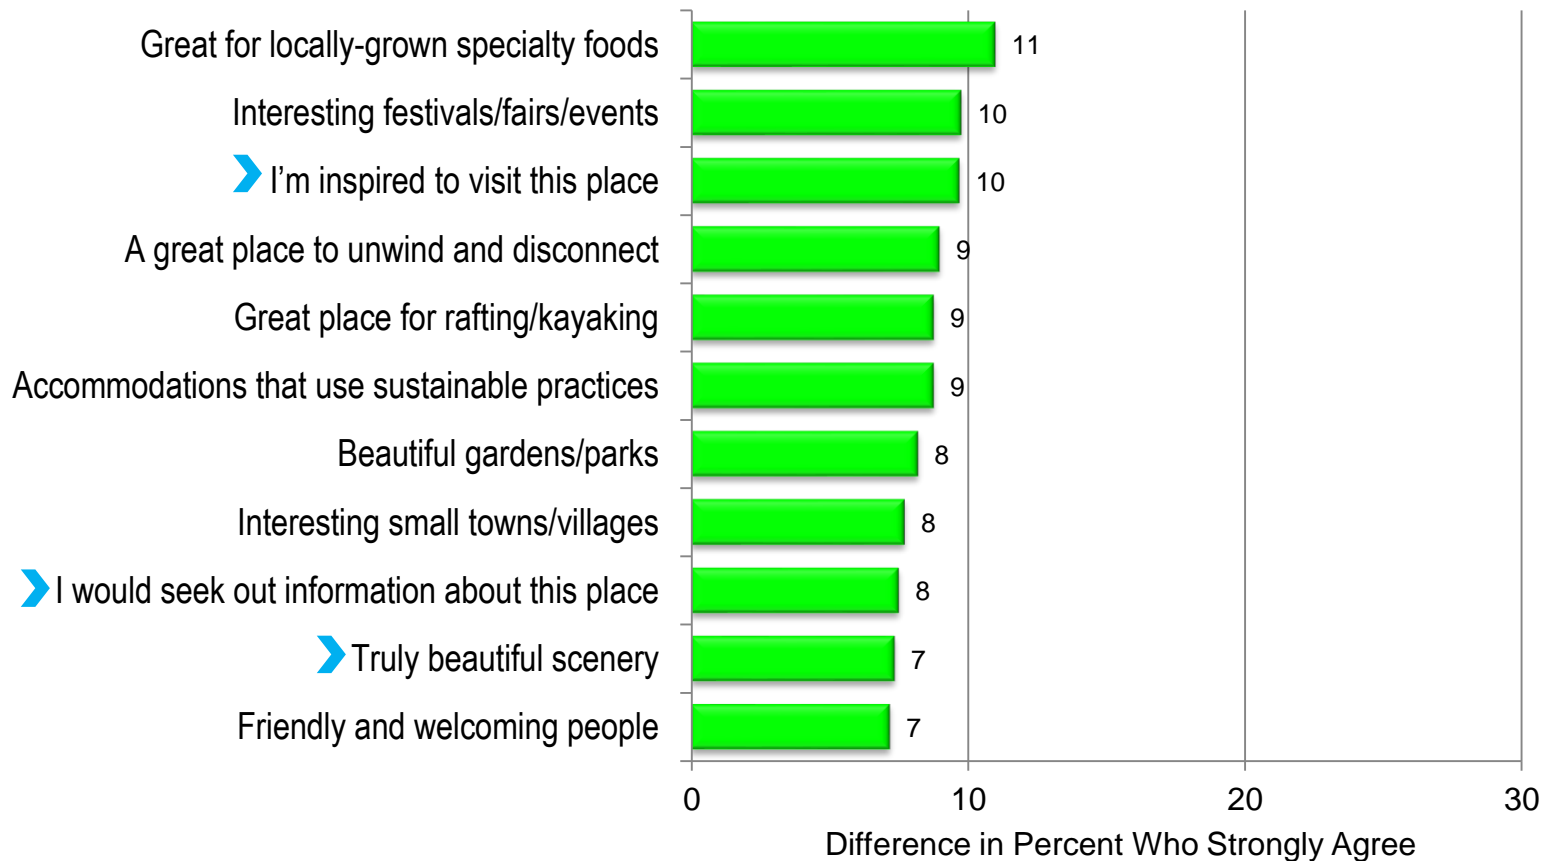 Great for locally-grown specialty foods 11
Interesting festivals/fairs/events 10
I’m inspired to visit this place 10
A great place to unwind and disconnect 9
Great place for rafting/kayaking 9
Accommodations that use sustainable practices 9
Beautiful gardens/parks 8
Interesting small towns/villages 8
I would seek out information about this place 8
Truly beautiful scenery 7
Friendly and welcoming people 7
0 10 20 30
Difference in Percent Who Strongly Agree